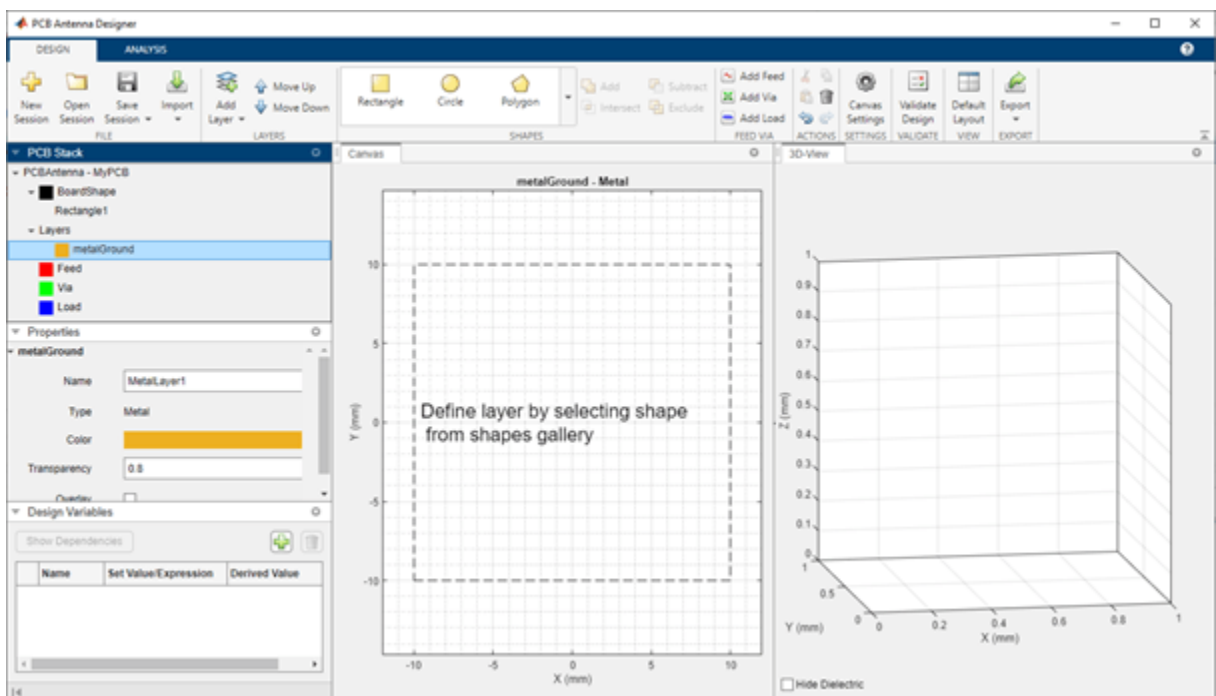 PCB Antenna Designer
DESIGN ANALYSIS
New Session
Open Session
Save Session
Import
FILE
Add Layer
Move Up
Move Down
LAYERS
Rectangle
Circle
Polygon
Add
Subtract
Intersect
Exclude
SHAPES
Add Feed
Add Via
Add Load
FEED VIA
ACTIONS
Canvas Settings
SETTINGS
Validate Design
VALIDATE
Default Layout
VIEW
Export
EXPORT
PCB Stack
PCBAntenna - MyPCB
BoardShape
Rectangle1
Layers
metalGround
Feed
Via
Load
Properties
metalGround
Name MetalLayer1
Type Metal
Color
Transparency 0.8
Overlay
Design Variables
Show Dependencies
Name Set Value/Expression Derived Value
Canvas
metalGround - Metal
10
5
0
-5
-10
Y (mm)
Define layer by selecting shape
from shapes gallery
-10 -5 0 5 10
X (mm)
3D-View
1
0.9
0.8
0.7
0.6
0.5
0.4
0.3
0.2
0.1
0
Z (mm)
1
0.5
0
Y (mm)
0 0.2 0.4 0.6 0.8 1
X (mm)
Hide Dielectric